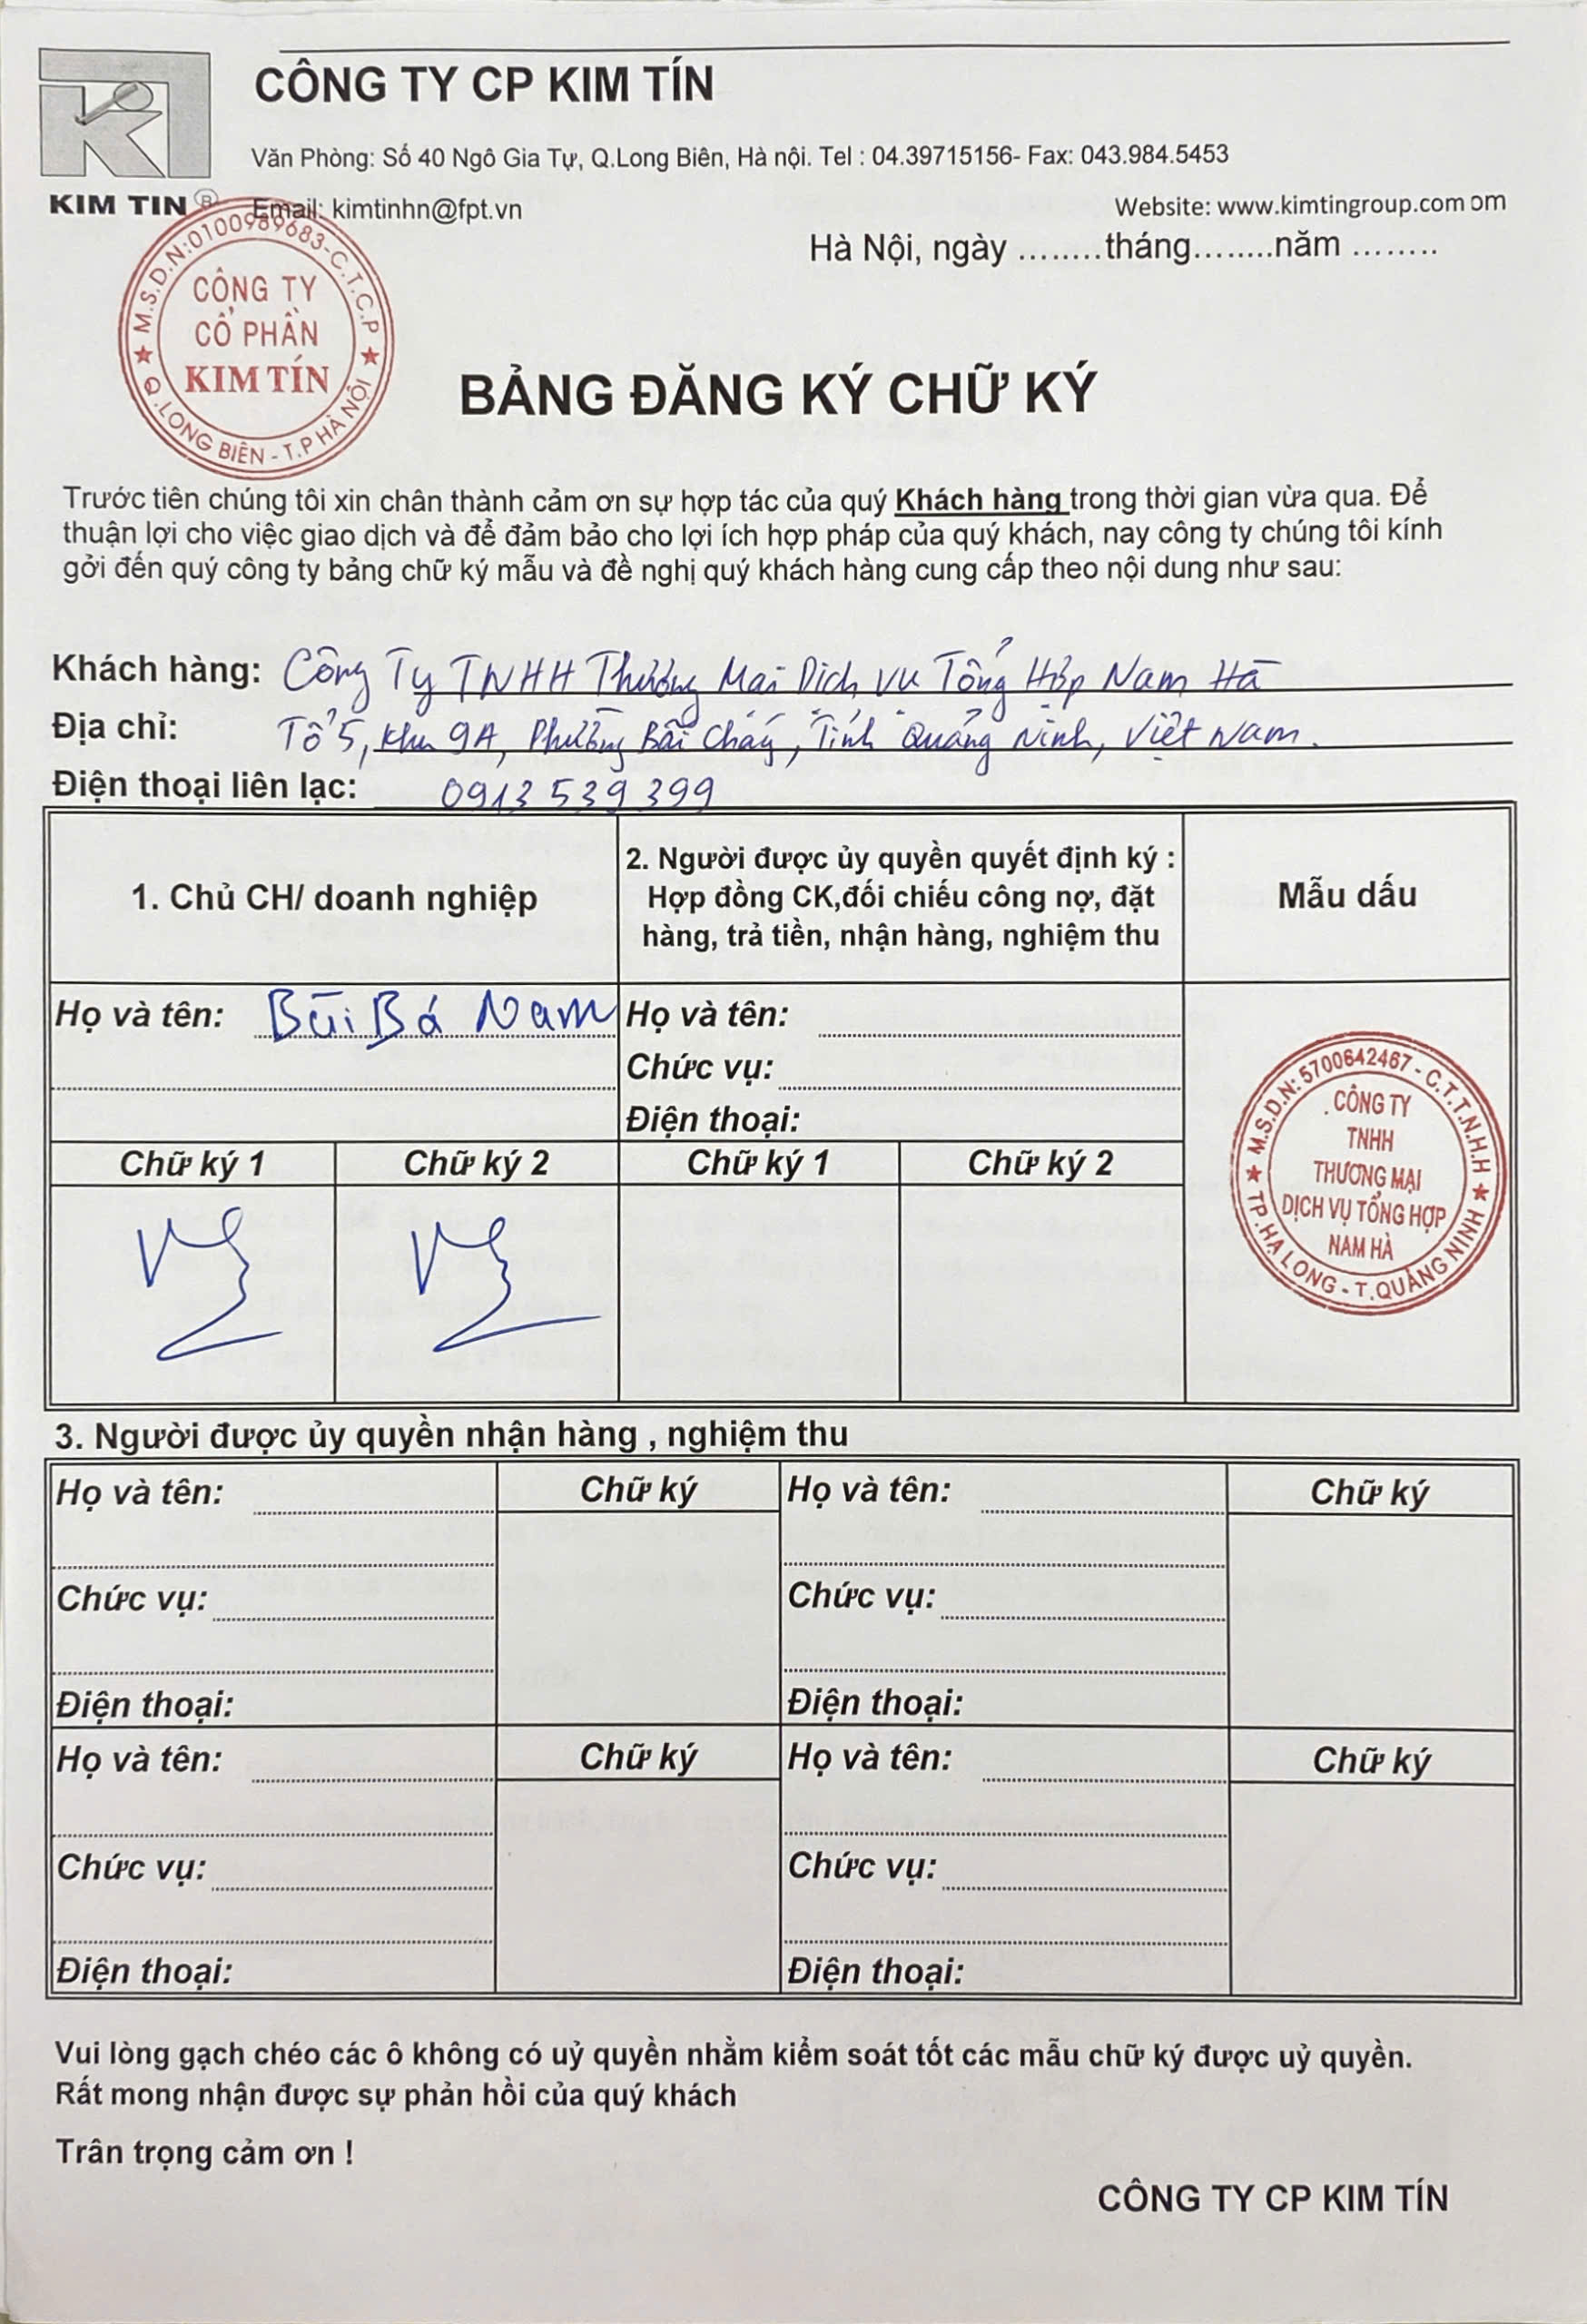 CÔNG TY CP KIM TÍN
Văn Phòng: Số 40 Ngô Gia Tự, Q.Long Biên, Hà nội. Tel : 04.39715156- Fax: 043.984.5453
KIM TIN ®
Email: kimtinhn@fpt.vn
Website: www.kimtingroup.com om
Hà Nội, ngày ........tháng........năm ........
M.S.D.N:0100989683-C.T.C.P
CÔNG TY
CỔ PHẦN
KIM TÍN
Q.LONG BIÊN - T.P HÀ NỘI
BẢNG ĐĂNG KÝ CHỮ KÝ
Trước tiên chúng tôi xin chân thành cảm ơn sự hợp tác của quý Khách hàng trong thời gian vừa qua. Để
thuận lợi cho việc giao dịch và để đảm bảo cho lợi ích hợp pháp của quý khách, nay công ty chúng tôi kính
gởi đến quý công ty bảng chữ ký mẫu và đề nghị quý khách hàng cung cấp theo nội dung như sau:
Khách hàng: Công Ty TNHH Thương Mại Dịch Vụ Tổng Hợp Nam Hà
Địa chỉ: Tổ 5, Khu 9A, Phường Bãi Cháy, Tỉnh Quảng Ninh, Việt Nam.
Điện thoại liên lạc: 0913 539 399
1. Chủ CH/ doanh nghiệp
2. Người được ủy quyền quyết định ký :
Hợp đồng CK,đối chiếu công nợ, đặt
hàng, trả tiền, nhận hàng, nghiệm thu
Mẫu dấu
Họ và tên: Bùi Bá Nam
Họ và tên:
Chức vụ:
Điện thoại:
Chữ ký 1
Chữ ký 2
Chữ ký 1
Chữ ký 2
M.S.D.N: 5700642467 - C.T.T.N.H.H
CÔNG TY
TNHH
THƯƠNG MẠI
DỊCH VỤ TỔNG HỢP
NAM HÀ
TP.HẠ LONG - T.QUẢNG NINH
3. Người được ủy quyền nhận hàng , nghiệm thu
Họ và tên:
Chữ ký
Họ và tên:
Chữ ký
Chức vụ:
Chức vụ:
Điện thoại:
Điện thoại:
Họ và tên:
Chữ ký
Họ và tên:
Chữ ký
Chức vụ:
Chức vụ:
Điện thoại:
Điện thoại:
Vui lòng gạch chéo các ô không có uỷ quyền nhằm kiểm soát tốt các mẫu chữ ký được uỷ quyền.
Rất mong nhận được sự phản hồi của quý khách
Trân trọng cảm ơn !
CÔNG TY CP KIM TÍN